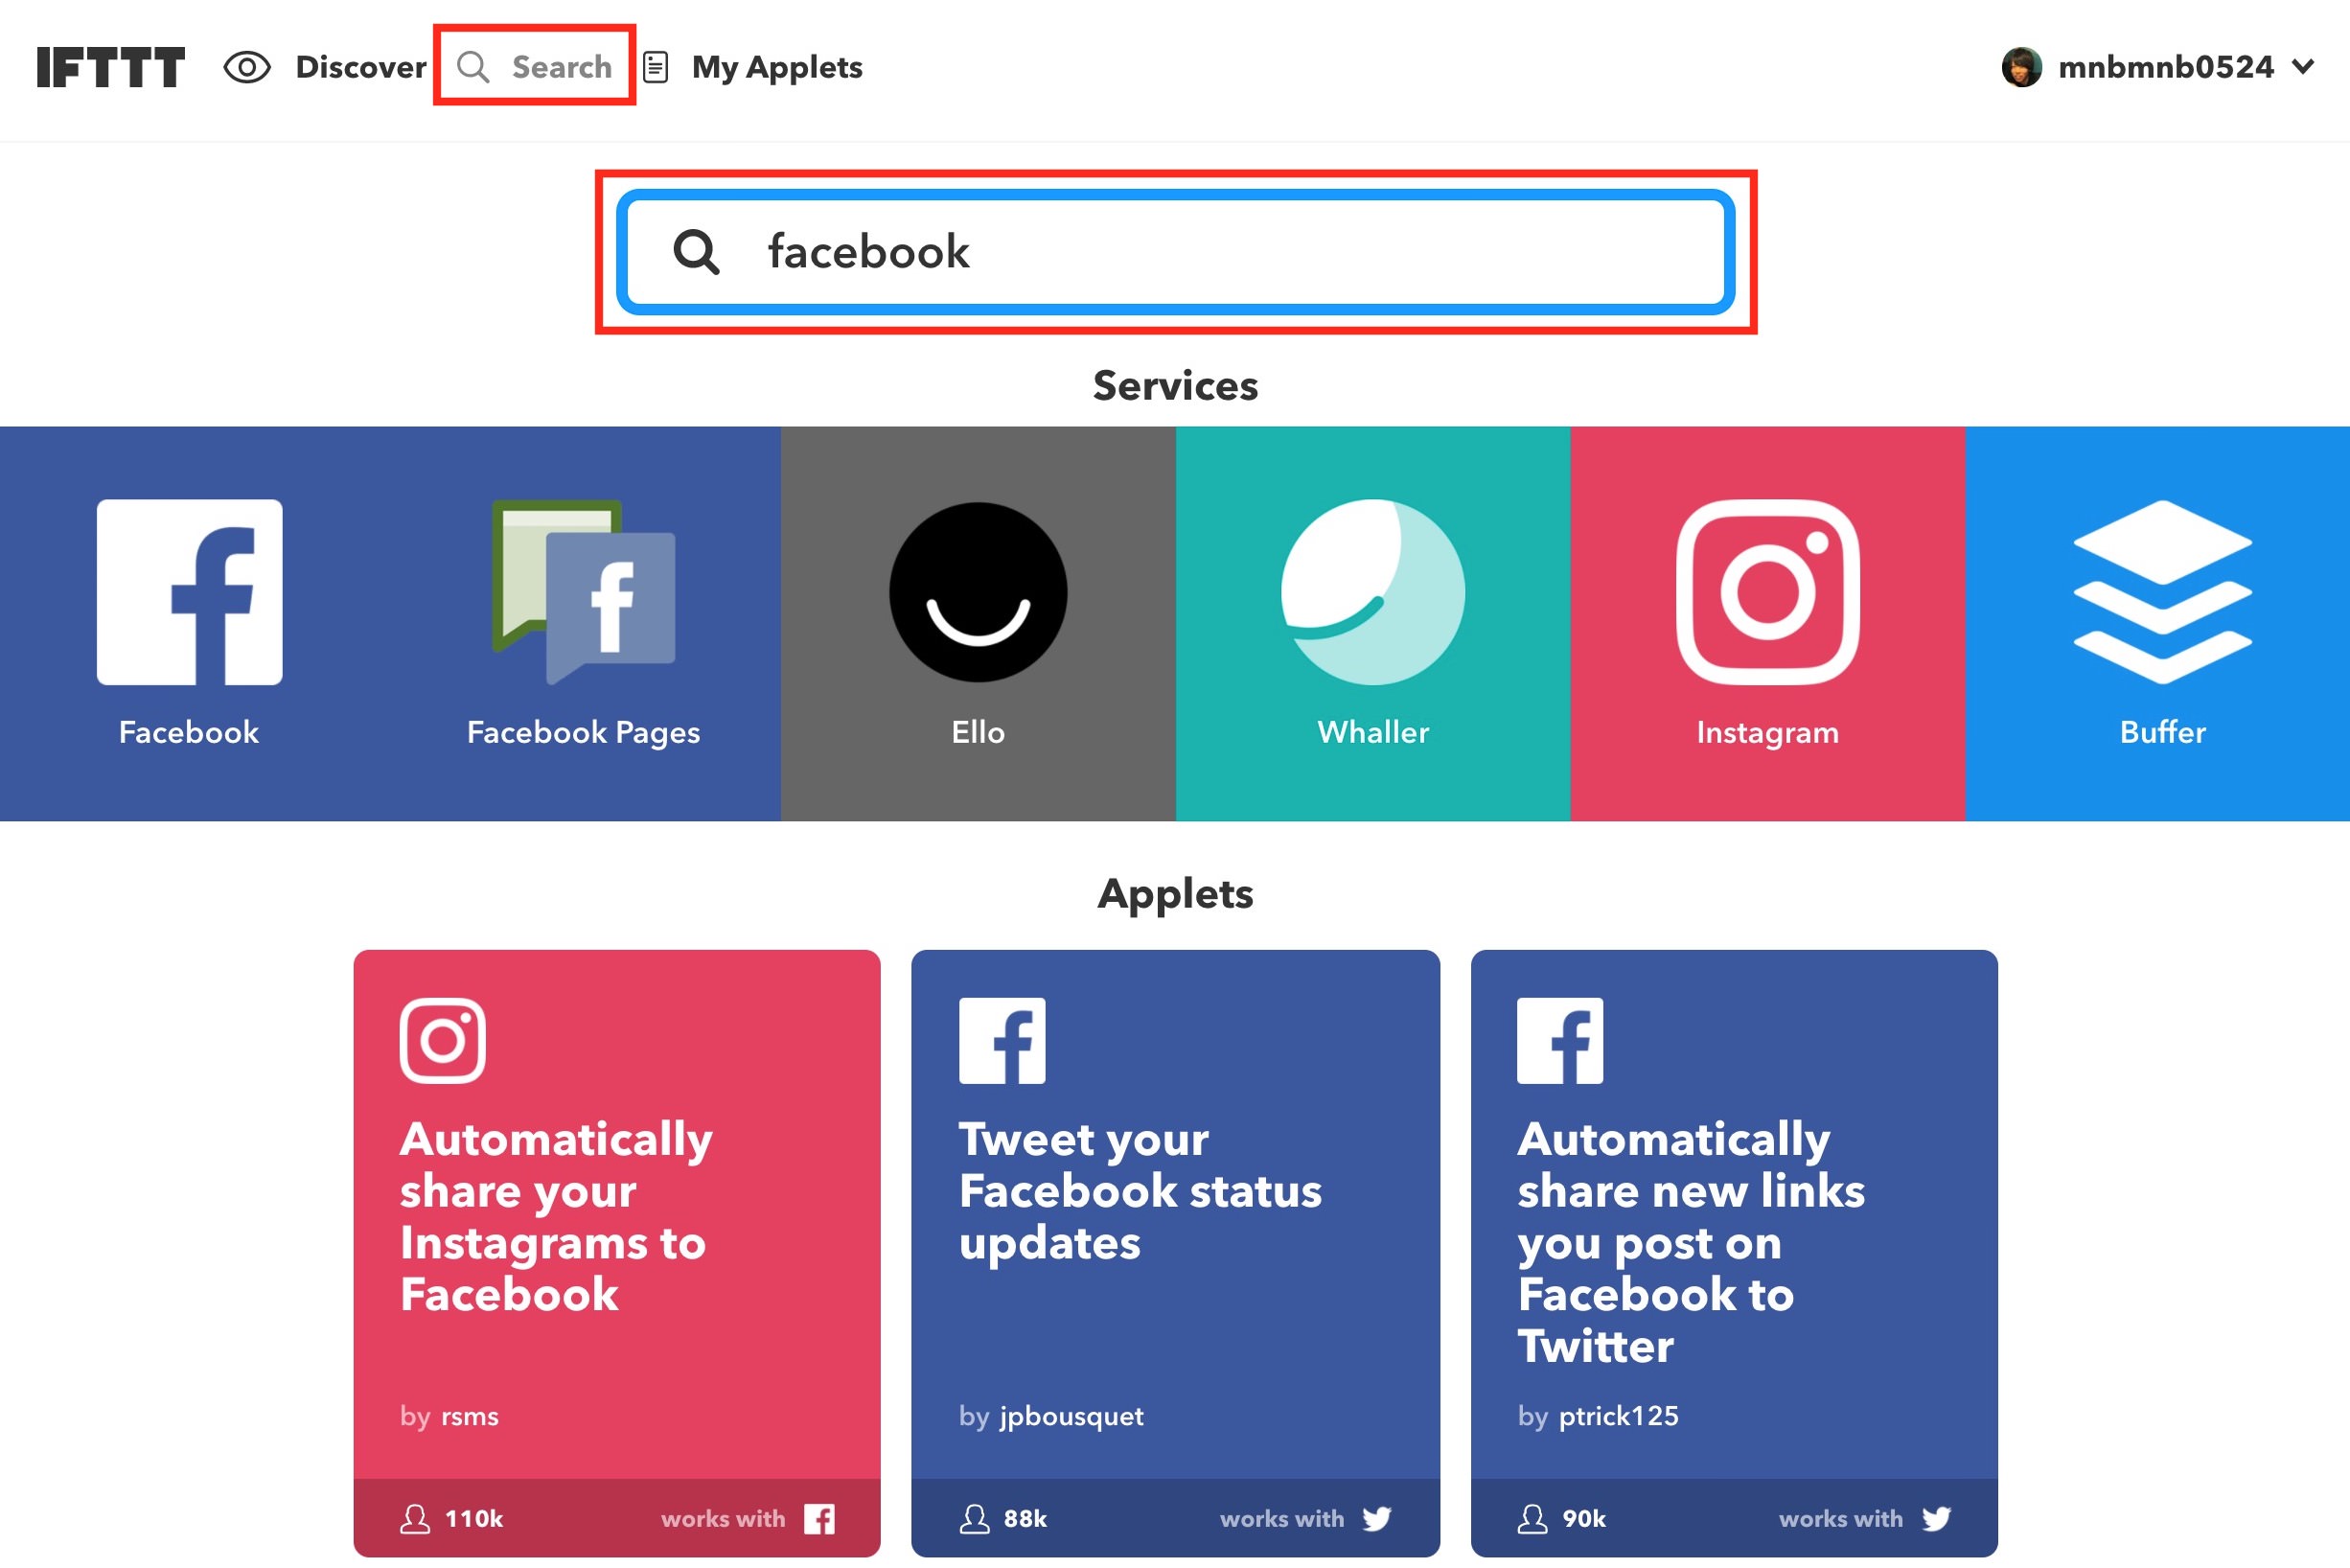 IFTTT Discover Search My Applets mnbmnb0524
facebook
Services
Facebook Facebook Pages Ello Whaller Instagram Buffer
Applets
Automatically
share your
Instagrams to
Facebook
by rsms
110k works with
Tweet your
Facebook status
updates
by jpbousquet
88k works with
Automatically
share new links
you post on
Facebook to
Twitter
by ptrick125
90k works with